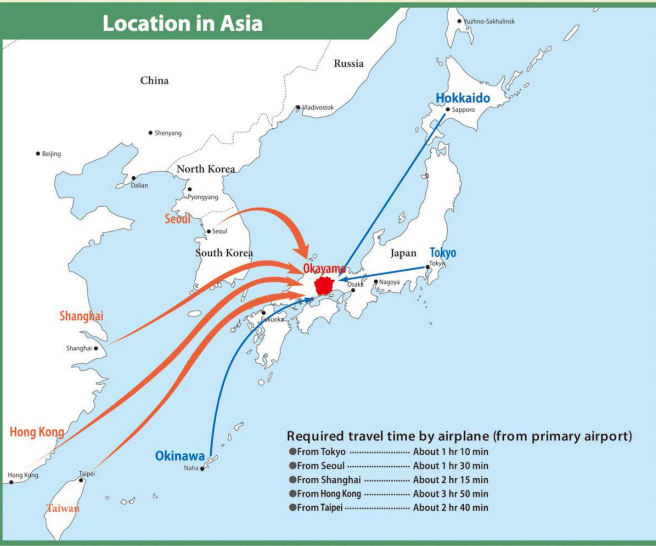 Location in Asia
Yuzhno-Sakhalinsk
Russia
China
Hokkaido
Sapporo
Vladivostok
Shenyang
Beijing
North Korea
Dalian
Pyongyang
Seoul
Seoul
South Korea
Japan
Tokyo
Tokyo
Okayama
Osaka
Nagoya
Shanghai
Fukuoka
Shanghai
Hong Kong
Okinawa
Naha
Hong Kong
Taipei
Taiwan
Required travel time by airplane (from primary airport)
●From Tokyo ........................ About 1 hr 10 min
●From Seoul ........................ About 1 hr 30 min
●From Shanghai .................. About 2 hr 15 min
●From Hong Kong ............... About 3 hr 50 min
●From Taipei ....................... About 2 hr 40 min